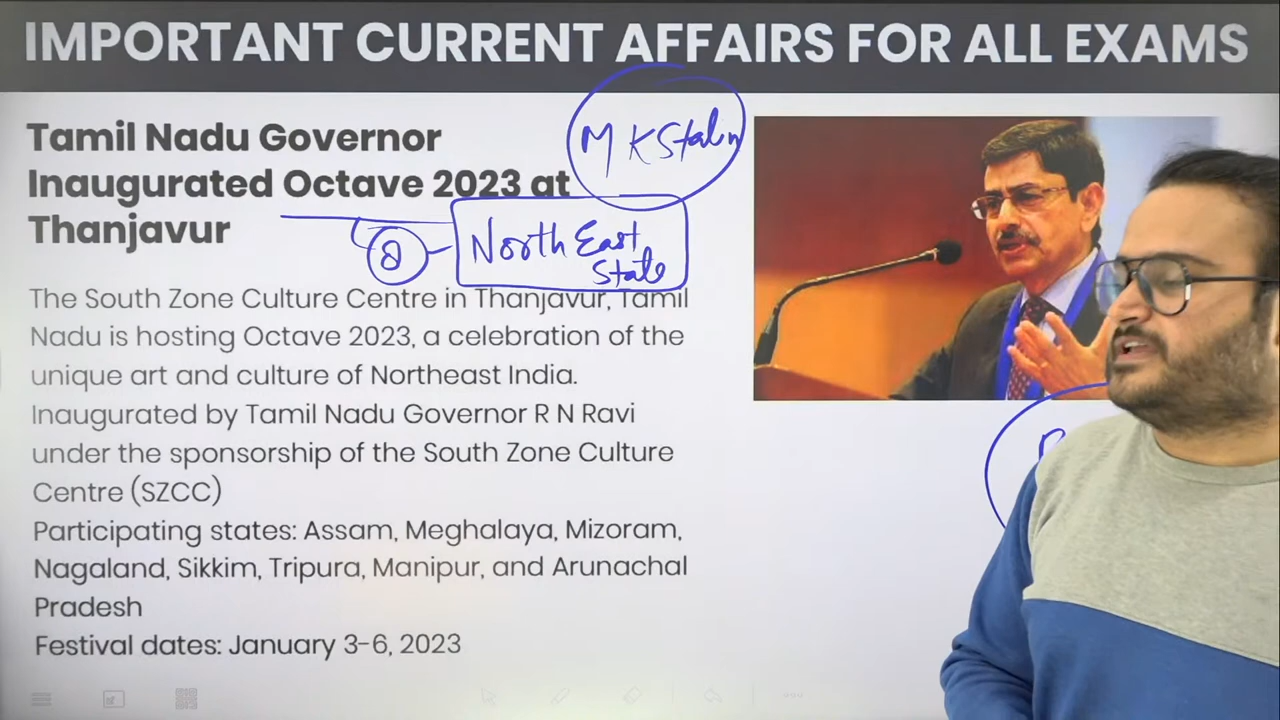 IMPORTANT CURRENT AFFAIRS FOR ALL EXAMS
Tamil Nadu Governor
Inaugurated Octave 2023 at
Thanjavur
M K Stalin
8
North East
State
The South Zone Culture Centre in Thanjavur, Tamil
Nadu is hosting Octave 2023, a celebration of the
unique art and culture of Northeast India.
Inaugurated by Tamil Nadu Governor R N Ravi
under the sponsorship of the South Zone Culture
Centre (SZCC)
Participating states: Assam, Meghalaya, Mizoram,
Nagaland, Sikkim, Tripura, Manipur, and Arunachal
Pradesh
Festival dates: January 3-6, 2023